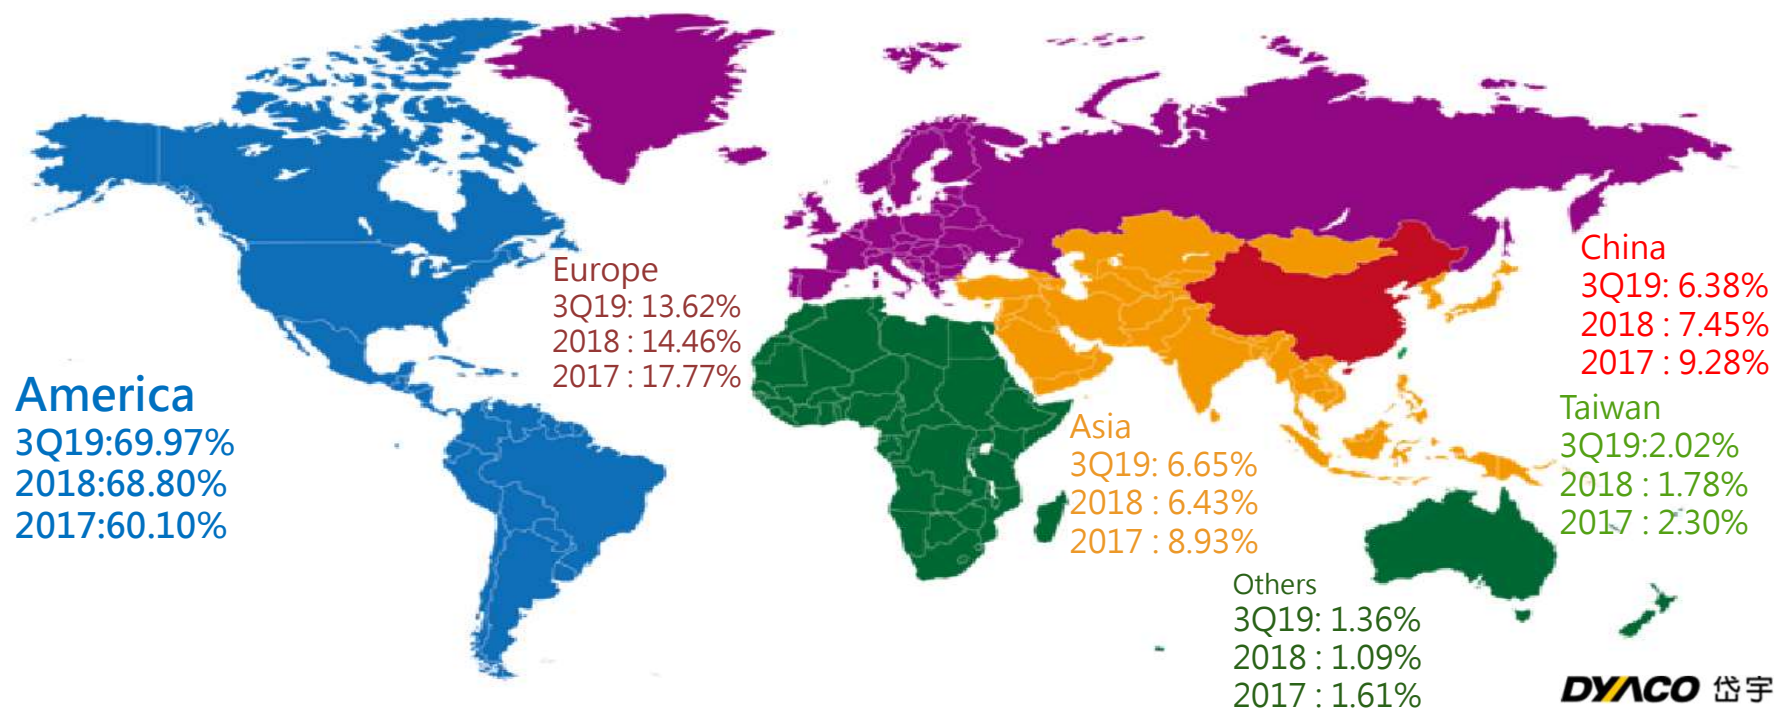 America
3Q19:69.97%
2018:68.80%
2017:60.10%
Europe
3Q19: 13.62%
2018 : 14.46%
2017 : 17.77%
Asia
3Q19: 6.65%
2018 : 6.43%
2017 : 8.93%
China
3Q19: 6.38%
2018 : 7.45%
2017 : 9.28%
Taiwan
3Q19:2.02%
2018 : 1.78%
2017 : 2.30%
Others
3Q19: 1.36%
2018 : 1.09%
2017 : 1.61%
DYACO 岱宇